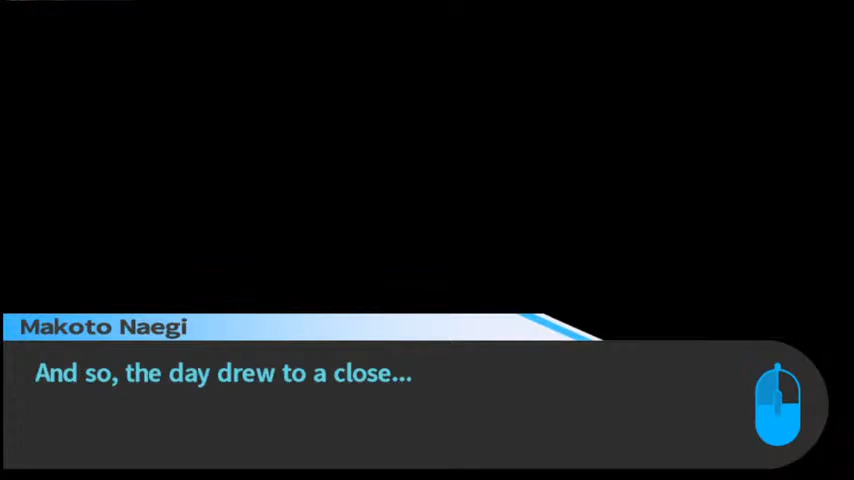 Makoto Naegi
And so, the day drew to a close...